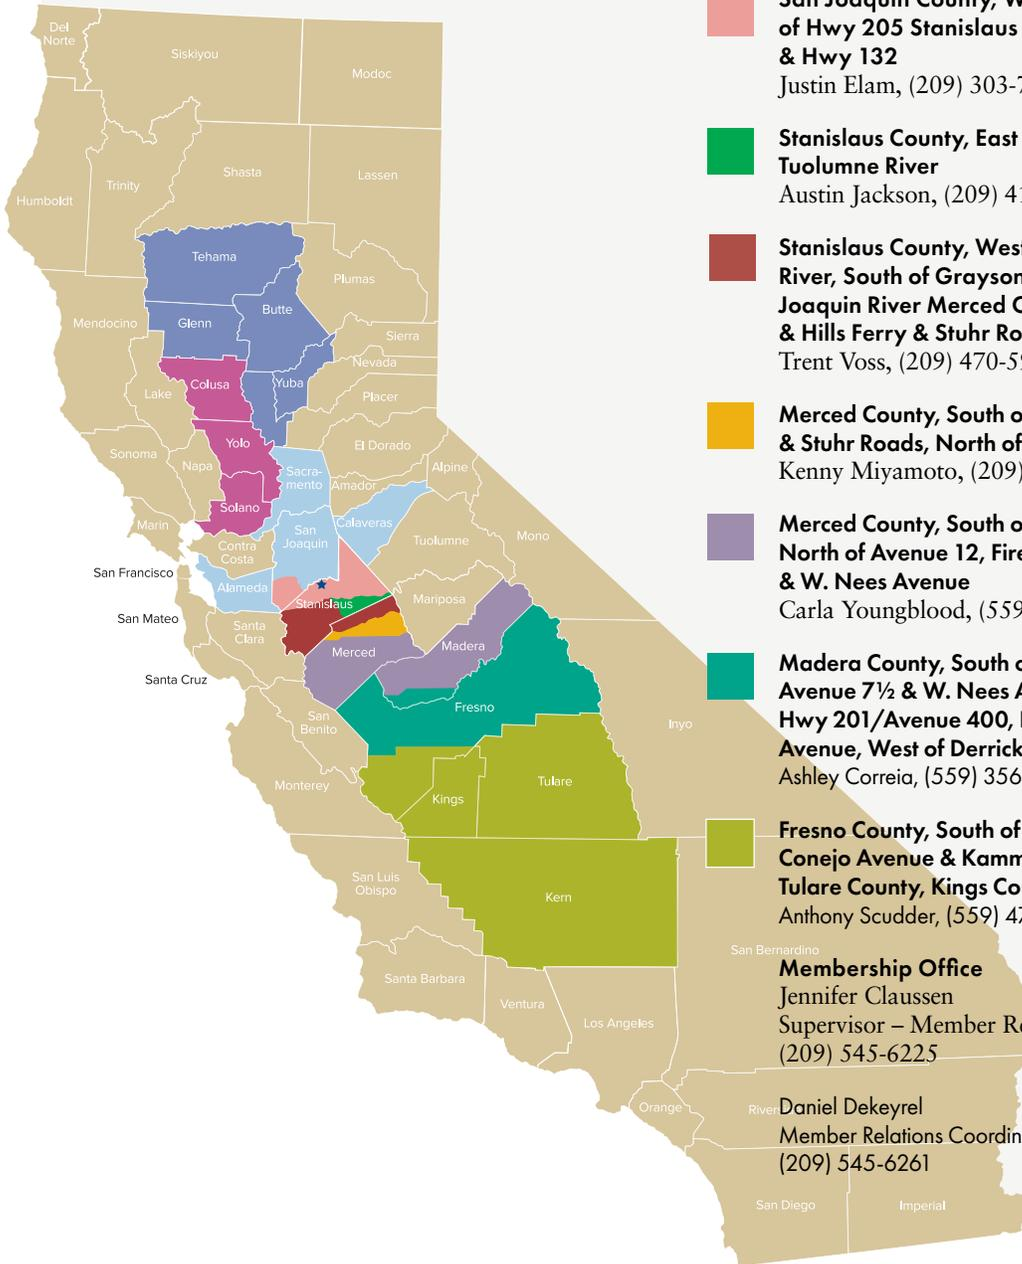 Del
Norte
Siskiyou
Modoc
Humboldt
Trinity
Shasta
Lassen
Tehama
Plumas
Butte
Glenn
Mendocino
Sierra
Nevada
Colusa
Yuba
Lake
Placer
Sonoma
Napa
Yolo
El Dorado
Sacra-
mento
Amador
Alpine
Solano
Marin
Contra
Costa
San
Joaquin
Calaveras
Tuolumne
Mono
San Francisco
Alameda
Stanislaus
Mariposa
San Mateo
Santa
Clara
Merced
Madera
Santa Cruz
San
Benito
Fresno
Inyo
Monterey
Kings
Tulare
San Luis
Obispo
Kern
San Bernardino
Santa Barbara
Ventura
Los Angeles
Orange
San Diego
Imperial
San Joaquin County,
of Hwy 205 Stanislaus
& Hwy 132
Justin Elam, (209) 303-7
Stanislaus County, East
Tuolumne River
Austin Jackson, (209) 41
Stanislaus County, West
River, South of Grayson
Joaquin River Merced
& Hills Ferry & Stuhr
Trent Voss, (209) 470-59
Merced County, South
& Stuhr Roads, North of
Kenny Miyamoto, (209)
Merced County, South
North of Avenue 12,
& W. Nees Avenue
Carla Youngblood, (559
Madera County, South
Avenue 7½ & W. Nees
Hwy 201/Avenue 400,
Avenue, West of Derrick
Ashley Correia, (559) 356
Fresno County, South of
Conejo Avenue &
Tulare County, Kings
Anthony Scudder, (559) 47
Membership Office
Jennifer Claussen
Supervisor – Member
(209) 545-6225
Daniel Dekeyrel
Member Relations
(209) 545-6261